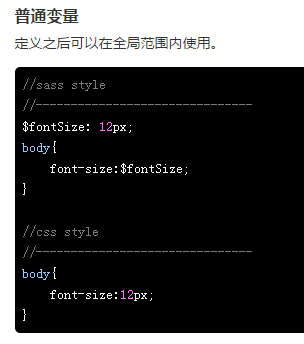 普通变量
定义之后可以在全局范围内使用。
//sass style
//-------------------------------
$fontSize: 12px;
body{
    font-size:$fontSize;
}
//css style
//-------------------------------
body{
    font-size:12px;
}